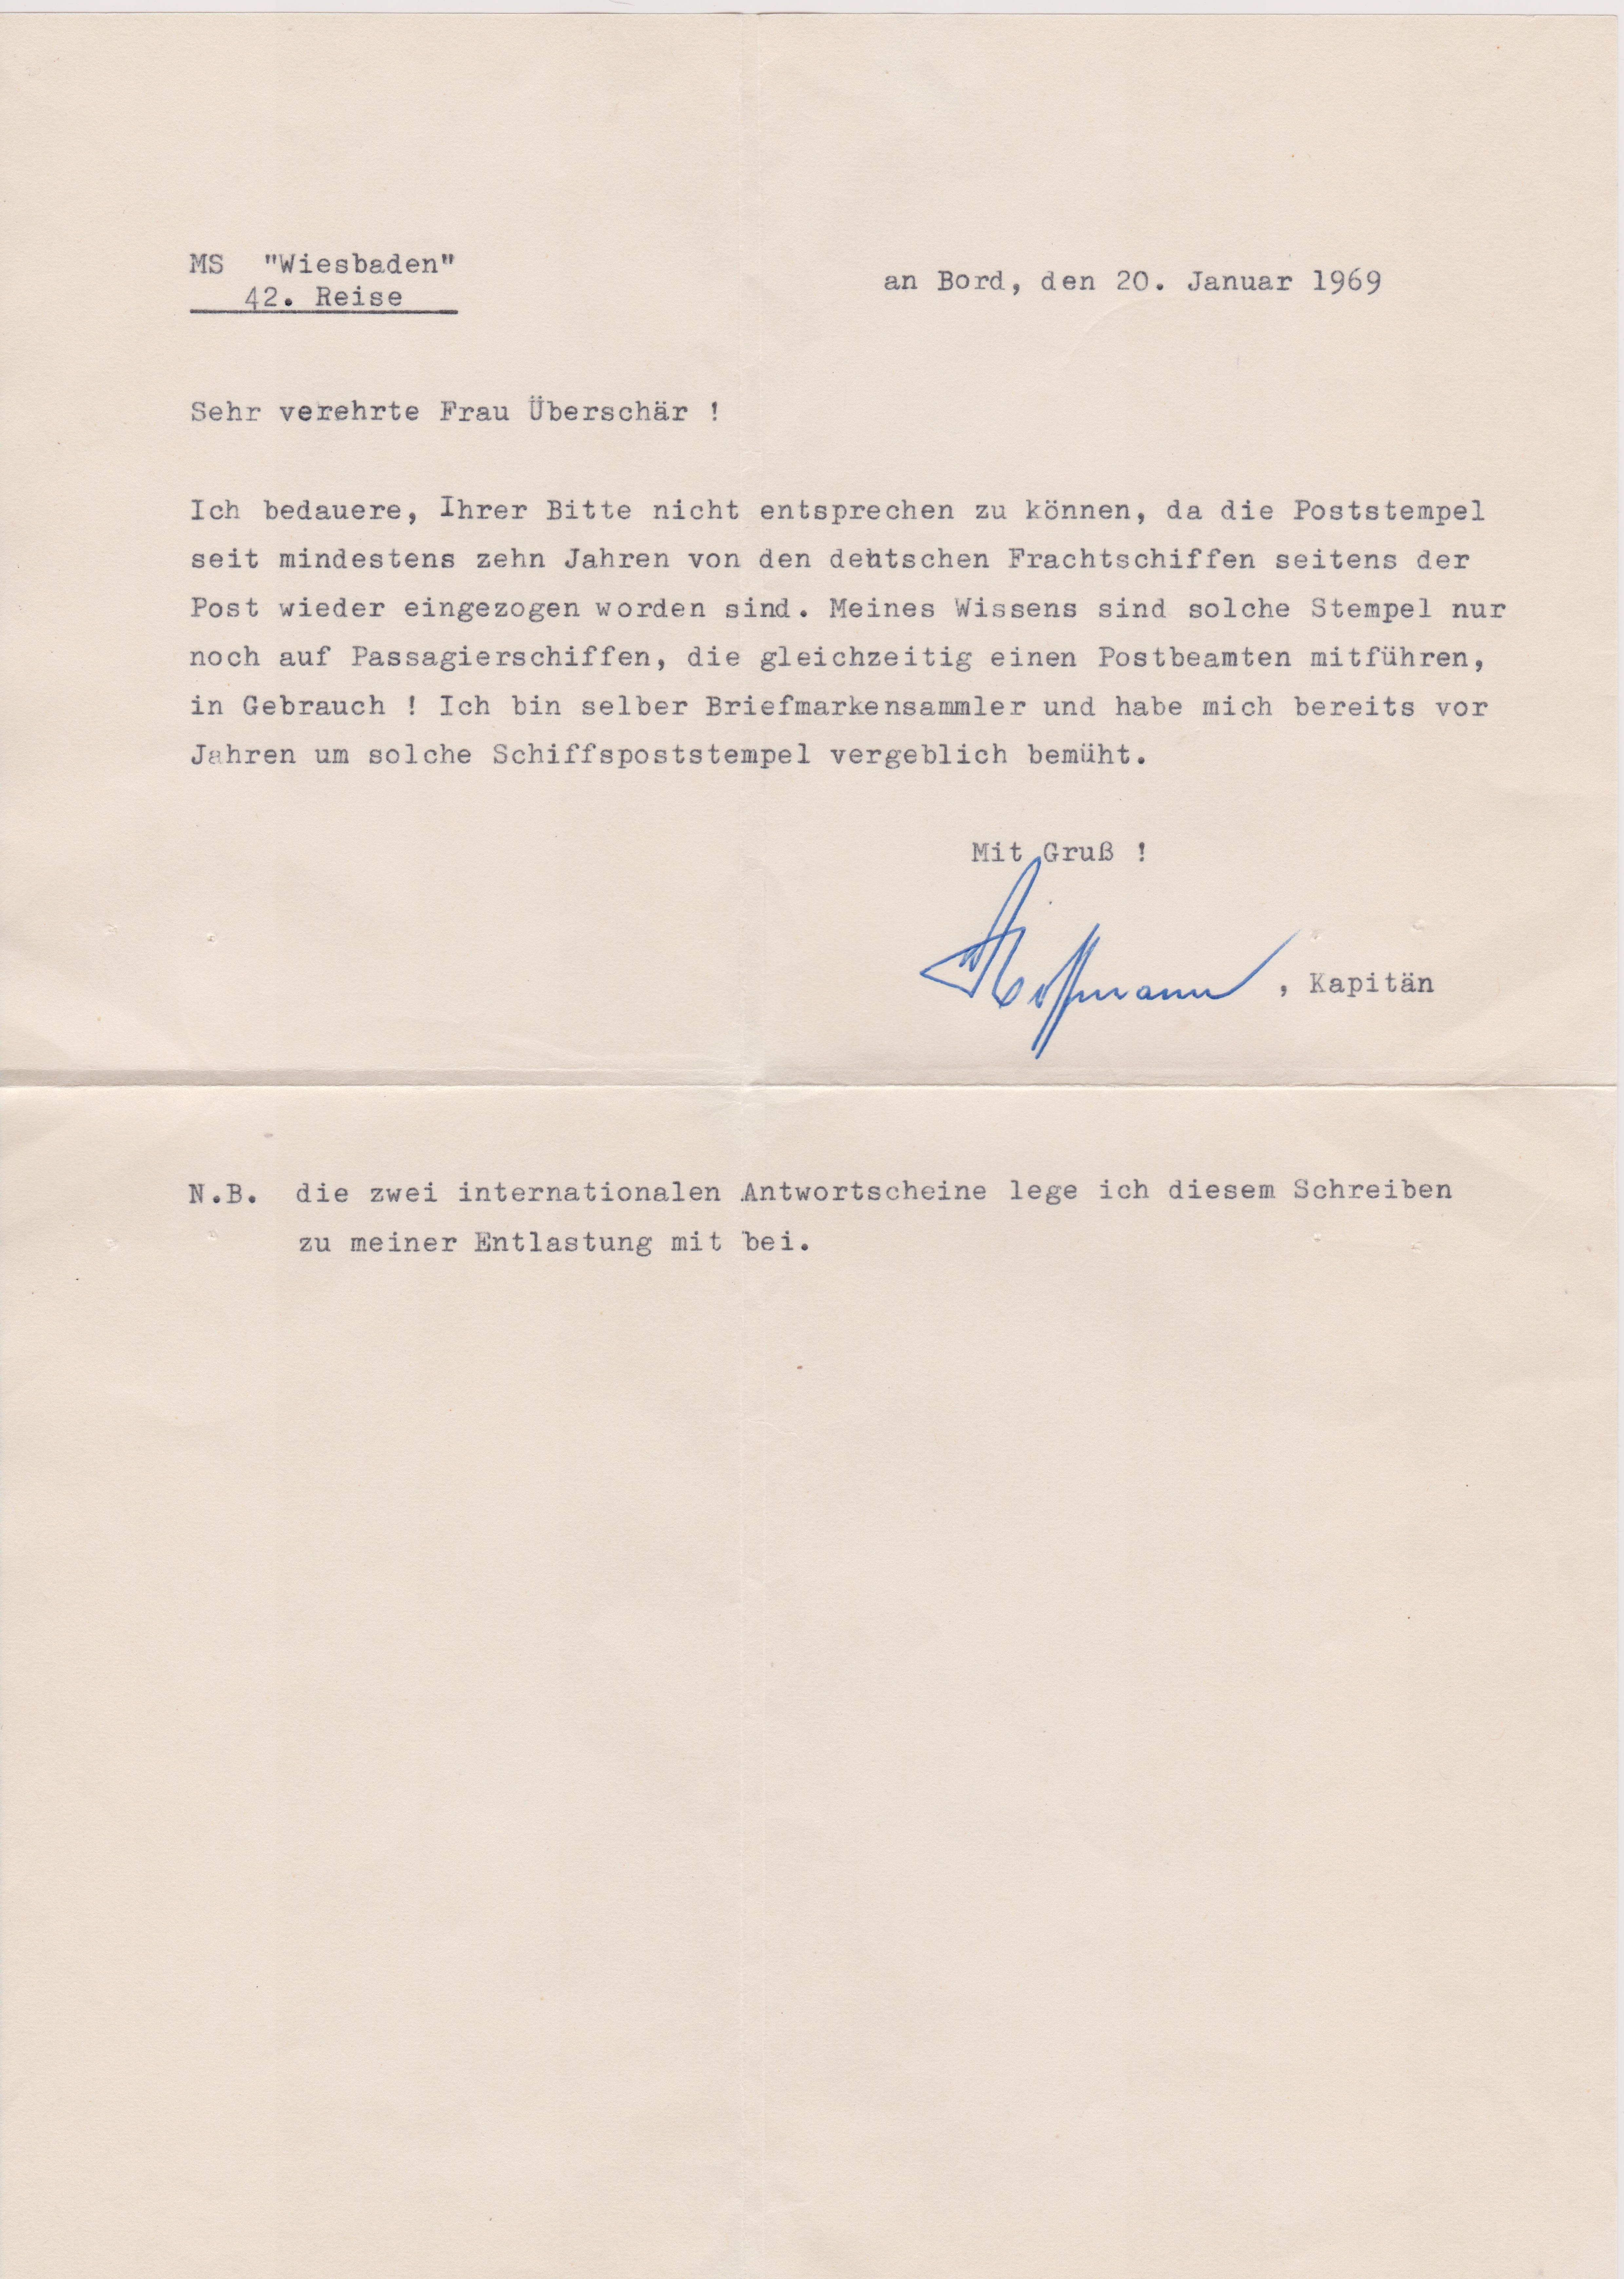 MS "Wiesbaden"
42. Reise
an Bord, den 20. Januar 1969
Sehr verehrte Frau Überschär !
Ich bedauere, Ihrer Bitte nicht entsprechen zu können, da die Poststempel
seit mindestens zehn Jahren von den deutschen Frachtschiffen seitens der
Post wieder eingezogen worden sind. Meines Wissens sind solche Stempel nur
noch auf Passagierschiffen, die gleichzeitig einen Postbeamten mitführen,
in Gebrauch ! Ich bin selber Briefmarkensammler und habe mich bereits vor
Jahren um solche Schiffspoststempel vergeblich bemüht.
Mit Gruß !
Hoffmann , Kapitän
N.B. die zwei internationalen Antwortscheine lege ich diesem Schreiben
zu meiner Entlastung mit bei.